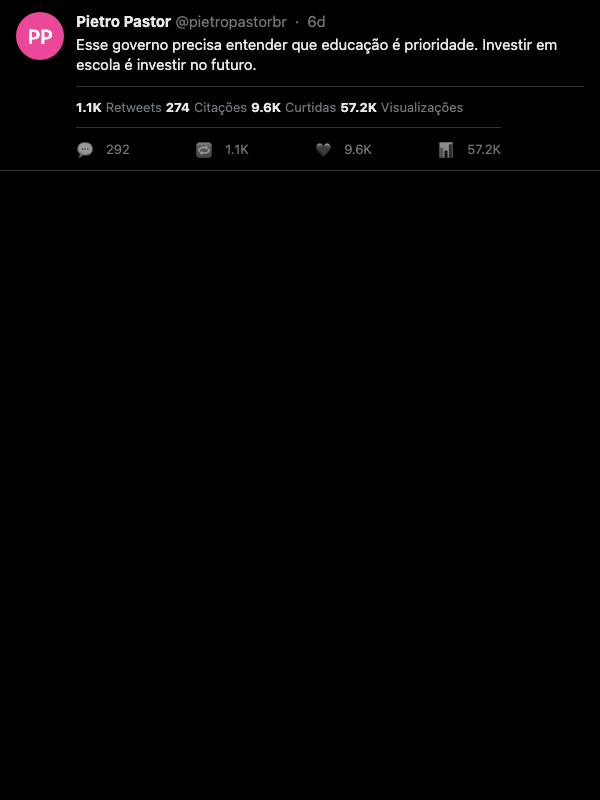 PP
Pietro Pastor @pietropastorbr · 6d
Esse governo precisa entender que educação é prioridade. Investir em
escola é investir no futuro.
1.1K Retweets 274 Citações 9.6K Curtidas 57.2K Visualizações
292 1.1K 9.6K 57.2K